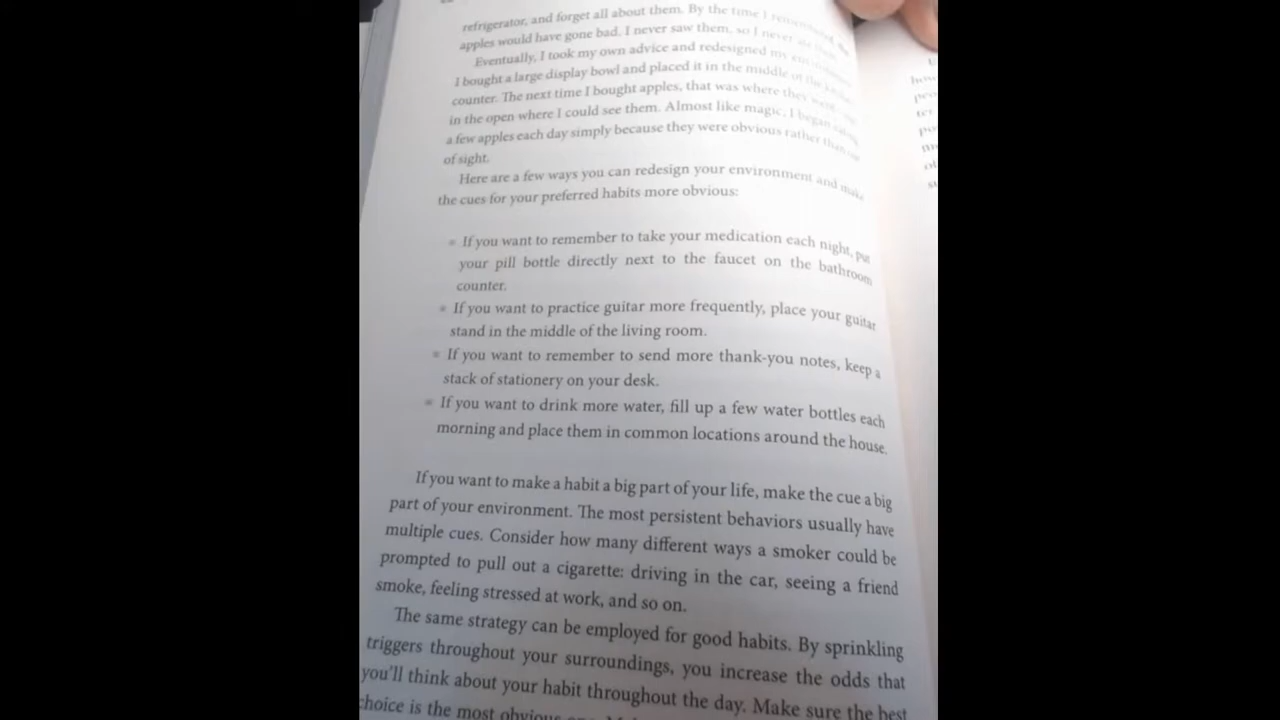 refrigerator, and forget all about them. By the time I remembered, the
apples would have gone bad. I never saw them, so I never ate them.
Eventually, I took my own advice and redesigned my environment.
I bought a large display bowl and placed it in the middle of the
counter. The next time I bought apples, that was where they
in the open where I could see them. Almost like magic, I began eating
a few apples each day simply because they were obvious rather than out
of sight.
Here are a few ways you can redesign your environment and make
the cues for your preferred habits more obvious:
If you want to remember to take your medication each night, put
your pill bottle directly next to the faucet on the bathroom
counter.
If you want to practice guitar more frequently, place your guitar
stand in the middle of the living room.
If you want to remember to send more thank-you notes, keep a
stack of stationery on your desk.
If you want to drink more water, fill up a few water bottles each
morning and place them in common locations around the house.
If you want to make a habit a big part of your life, make the cue a big
part of your environment. The most persistent behaviors usually have
multiple cues. Consider how many different ways a smoker could be
prompted to pull out a cigarette: driving in the car, seeing a friend
smoke, feeling stressed at work, and so on.
The same strategy can be employed for good habits. By sprinkling
triggers throughout your surroundings, you increase the odds that
you'll think about your habit throughout the day. Make sure the best
choice is the most obvious